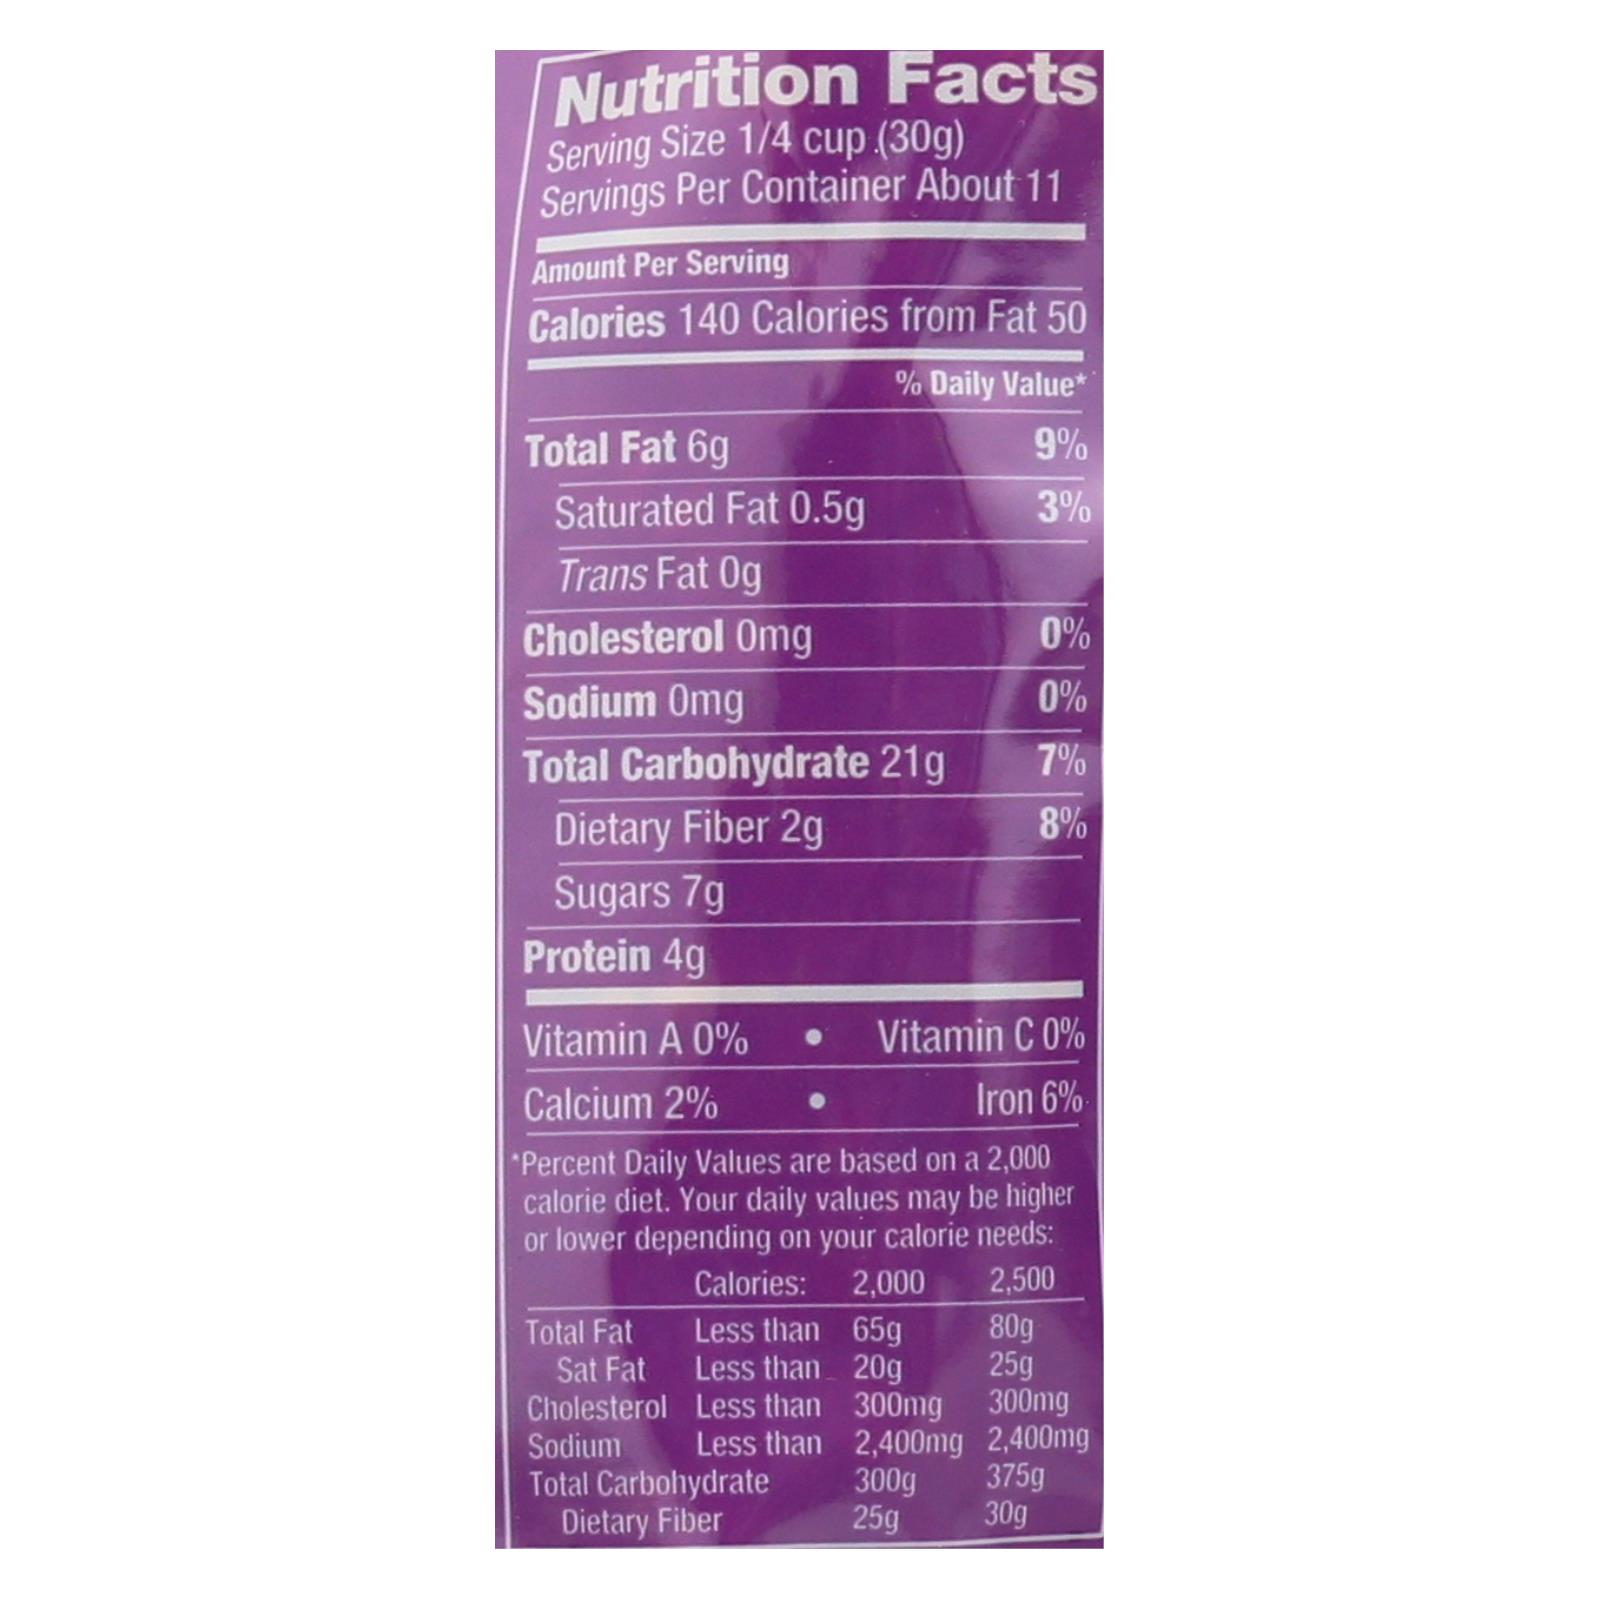 Nutrition Facts
Serving Size 1/4 cup (30g)
Servings Per Container About 11
Amount Per Serving
Calories 140 Calories from Fat 50
% Daily Value*
Total Fat 6g 9%
Saturated Fat 0.5g 3%
Trans Fat 0g
Cholesterol 0mg 0%
Sodium 0mg 0%
Total Carbohydrate 21g 7%
Dietary Fiber 2g 8%
Sugars 7g
Protein 4g
Vitamin A 0% • Vitamin C 0%
Calcium 2% • Iron 6%
*Percent Daily Values are based on a 2,000
calorie diet. Your daily values may be higher
or lower depending on your calorie needs:
Calories: 2,000 2,500
Total Fat Less than 65g 80g
Sat Fat Less than 20g 25g
Cholesterol Less than 300mg 300mg
Sodium Less than 2,400mg 2,400mg
Total Carbohydrate 300g 375g
Dietary Fiber 25g 30g